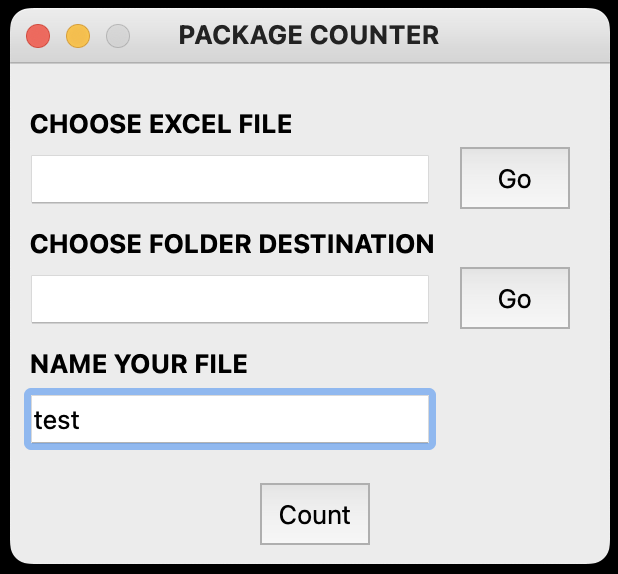 PACKAGE COUNTER
CHOOSE EXCEL FILE
Go
CHOOSE FOLDER DESTINATION
Go
NAME YOUR FILE
test
Count